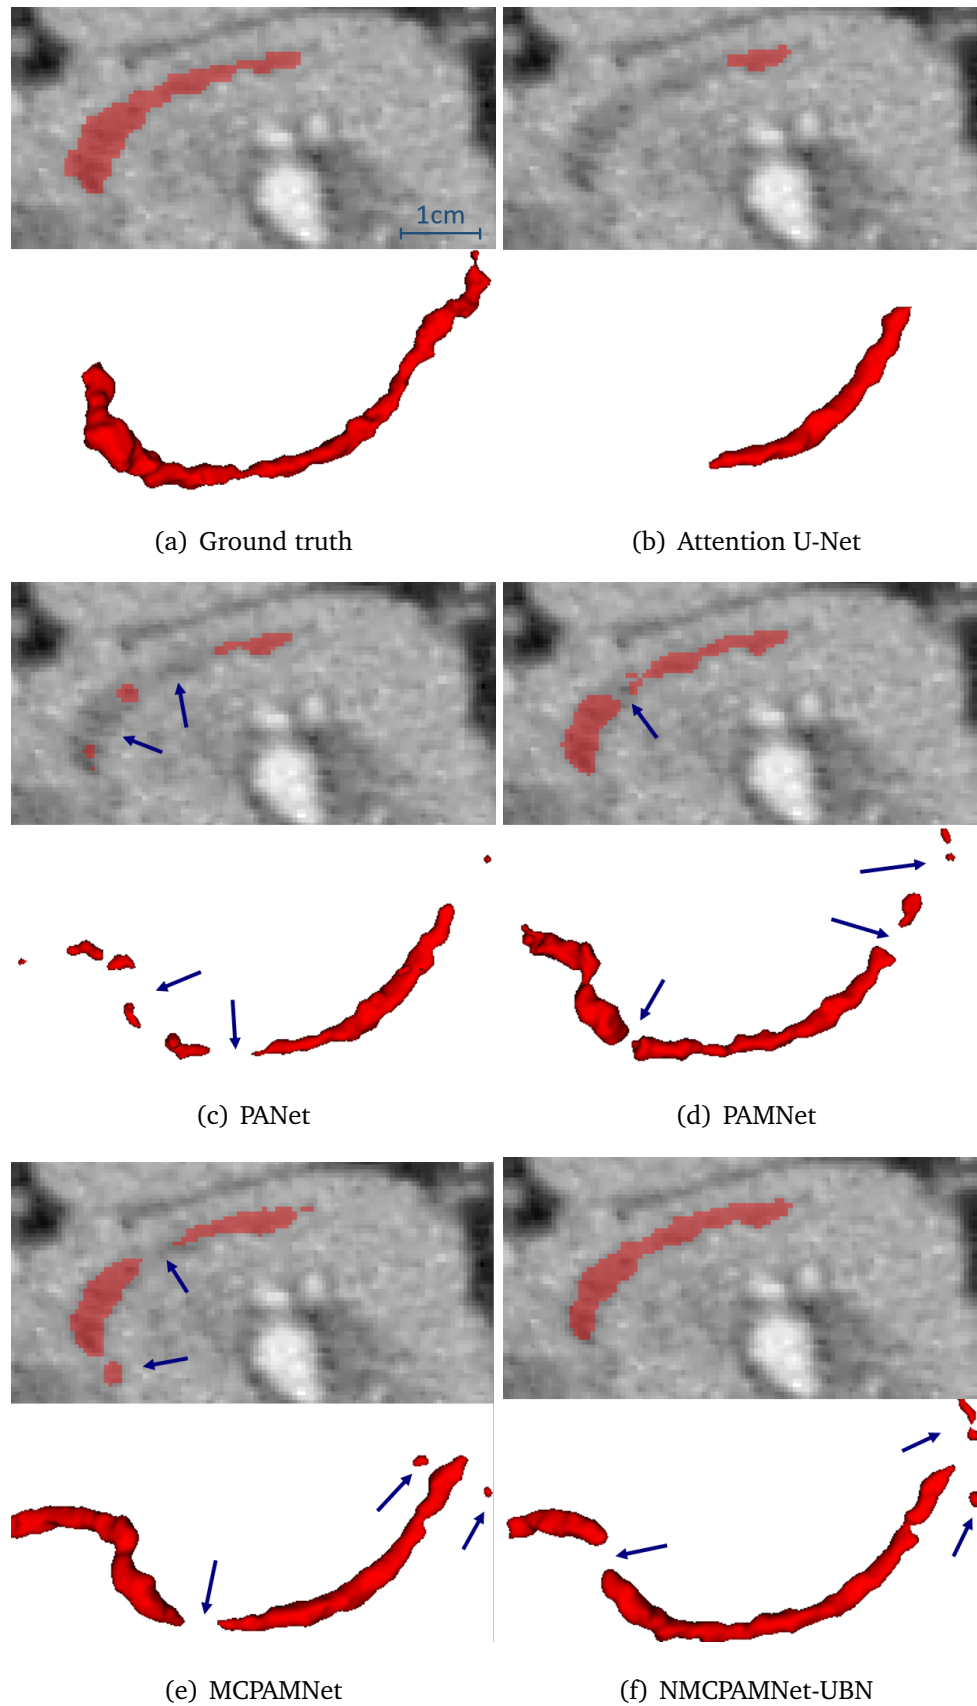 1cm
(a) Ground truth
(b) Attention U-Net
(c) PANet
(d) PAMNet
(e) MCPAMNet
(f) NMCPAMNet-UBN